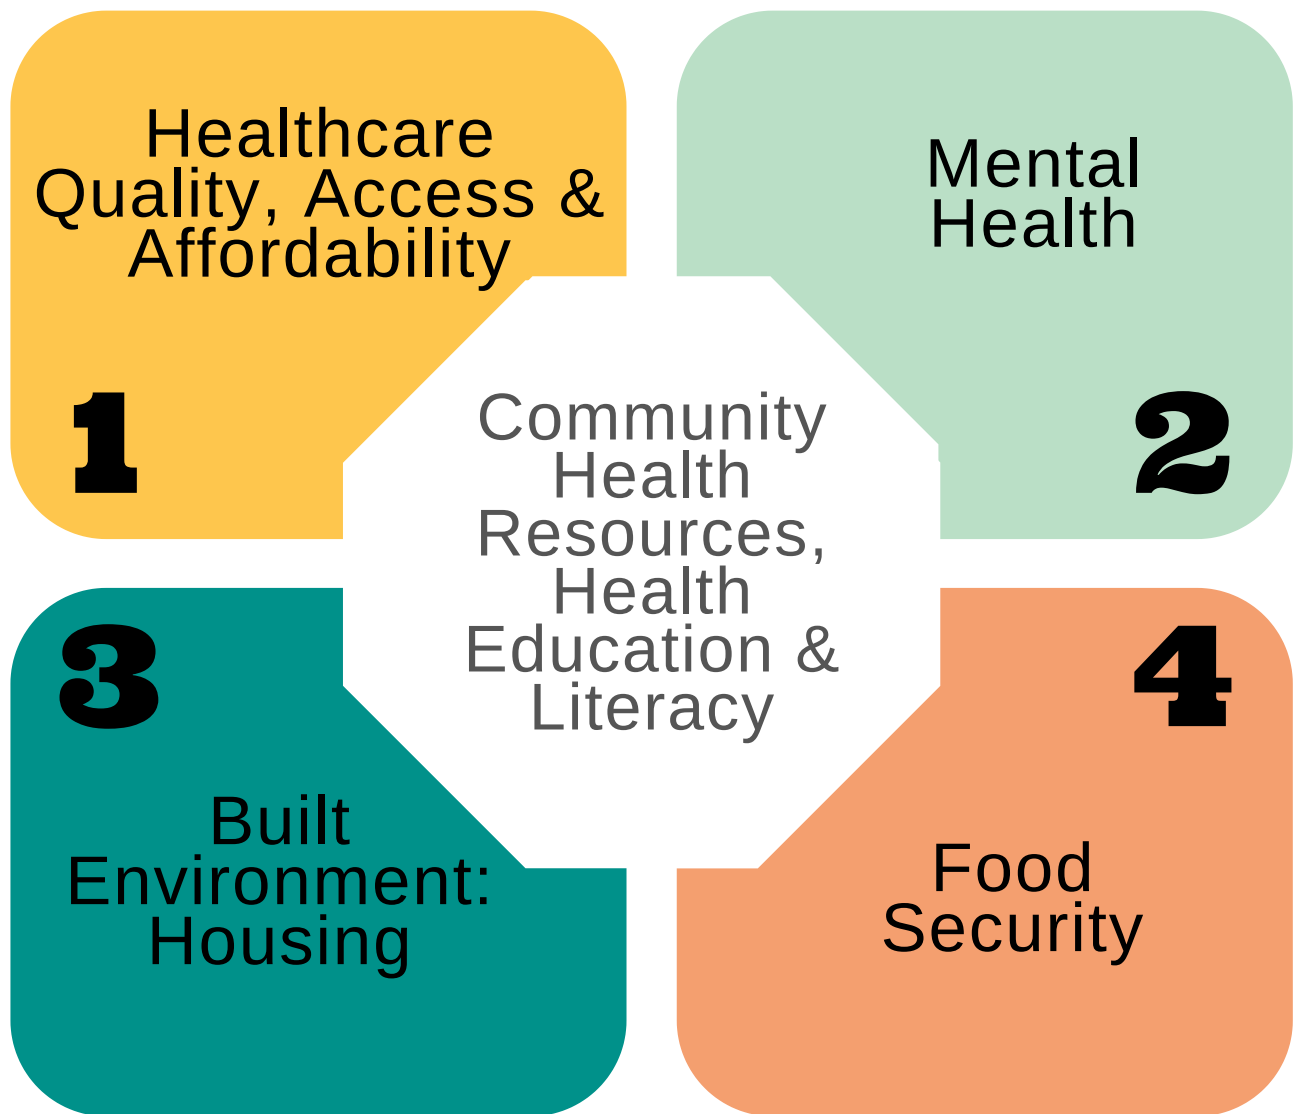 Healthcare
Quality, Access &
Affordability
1
Mental
Health
2
Community
Health
Resources,
Health
Education &
Literacy
3
Built
Environment:
Housing
4
Food
Security